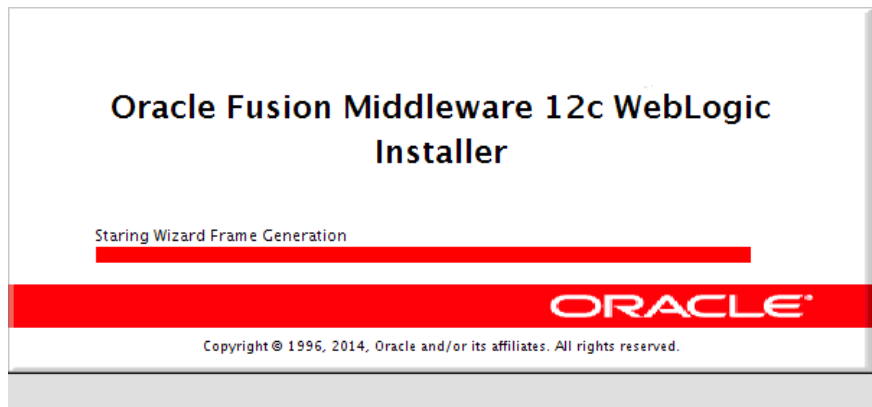 Oracle Fusion Middleware 12c WebLogic
Installer
Staring Wizard Frame Generation
ORACLE®
Copyright © 1996, 2014, Oracle and/or its affiliates. All rights reserved.